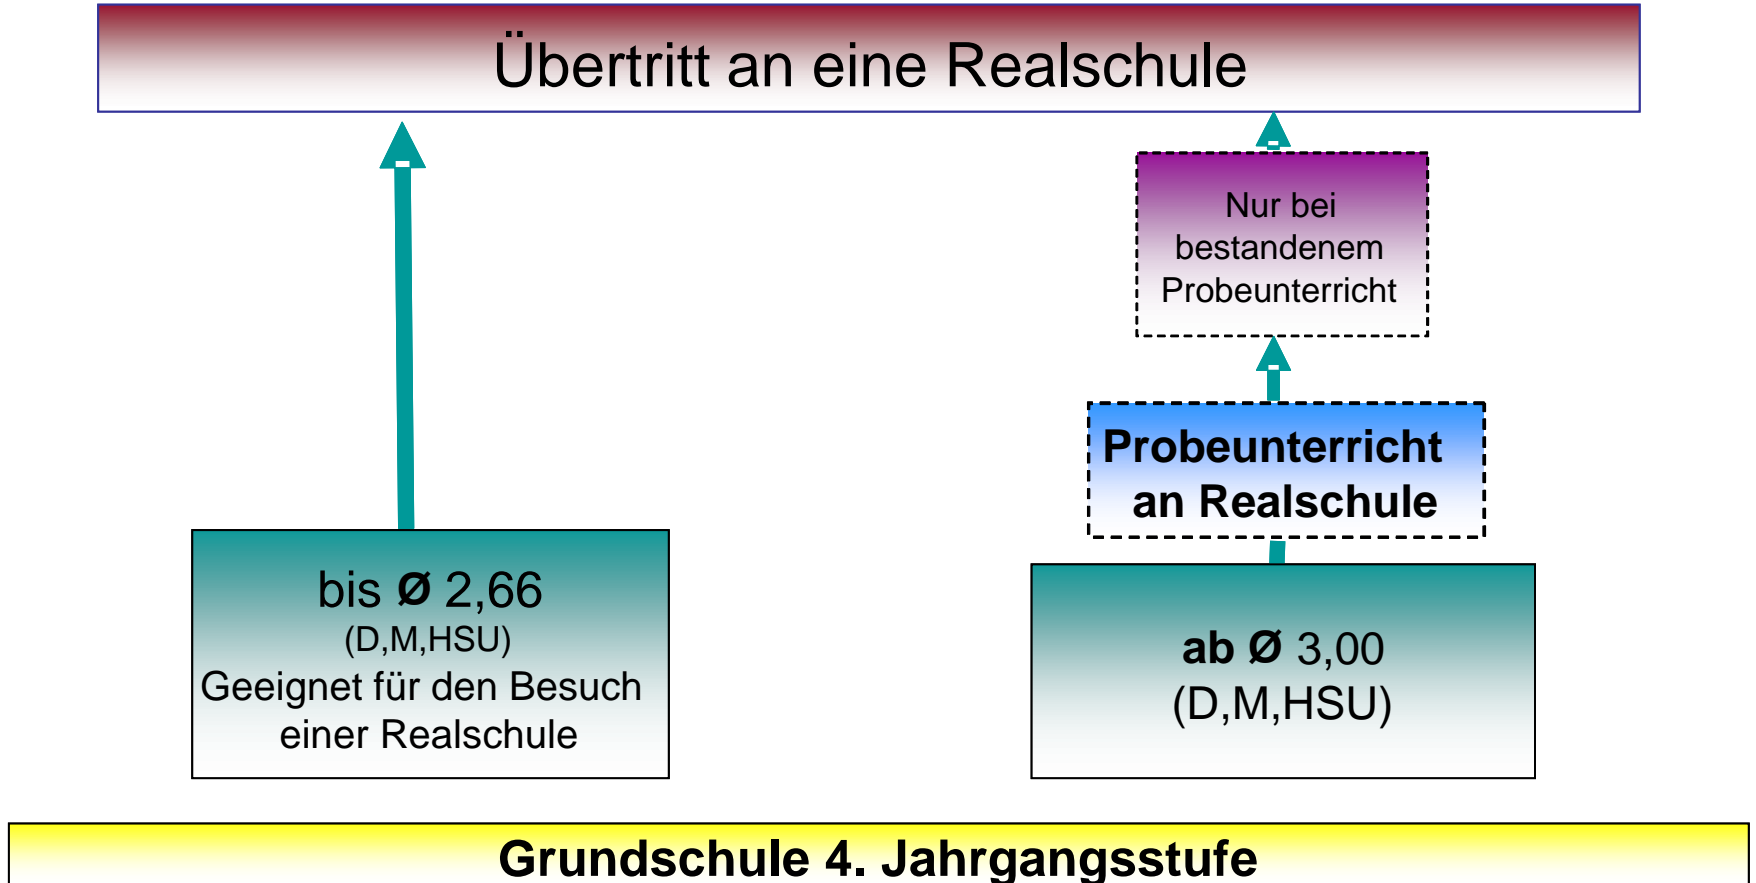 Übertritt an eine Realschule
Nur bei
bestandenem
Probeunterricht
Probeunterricht
an Realschule
bis Ø 2,66
(D,M,HSU)
Geeignet für den Besuch
einer Realschule
ab Ø 3,00
(D,M,HSU)
Grundschule 4. Jahrgangsstufe